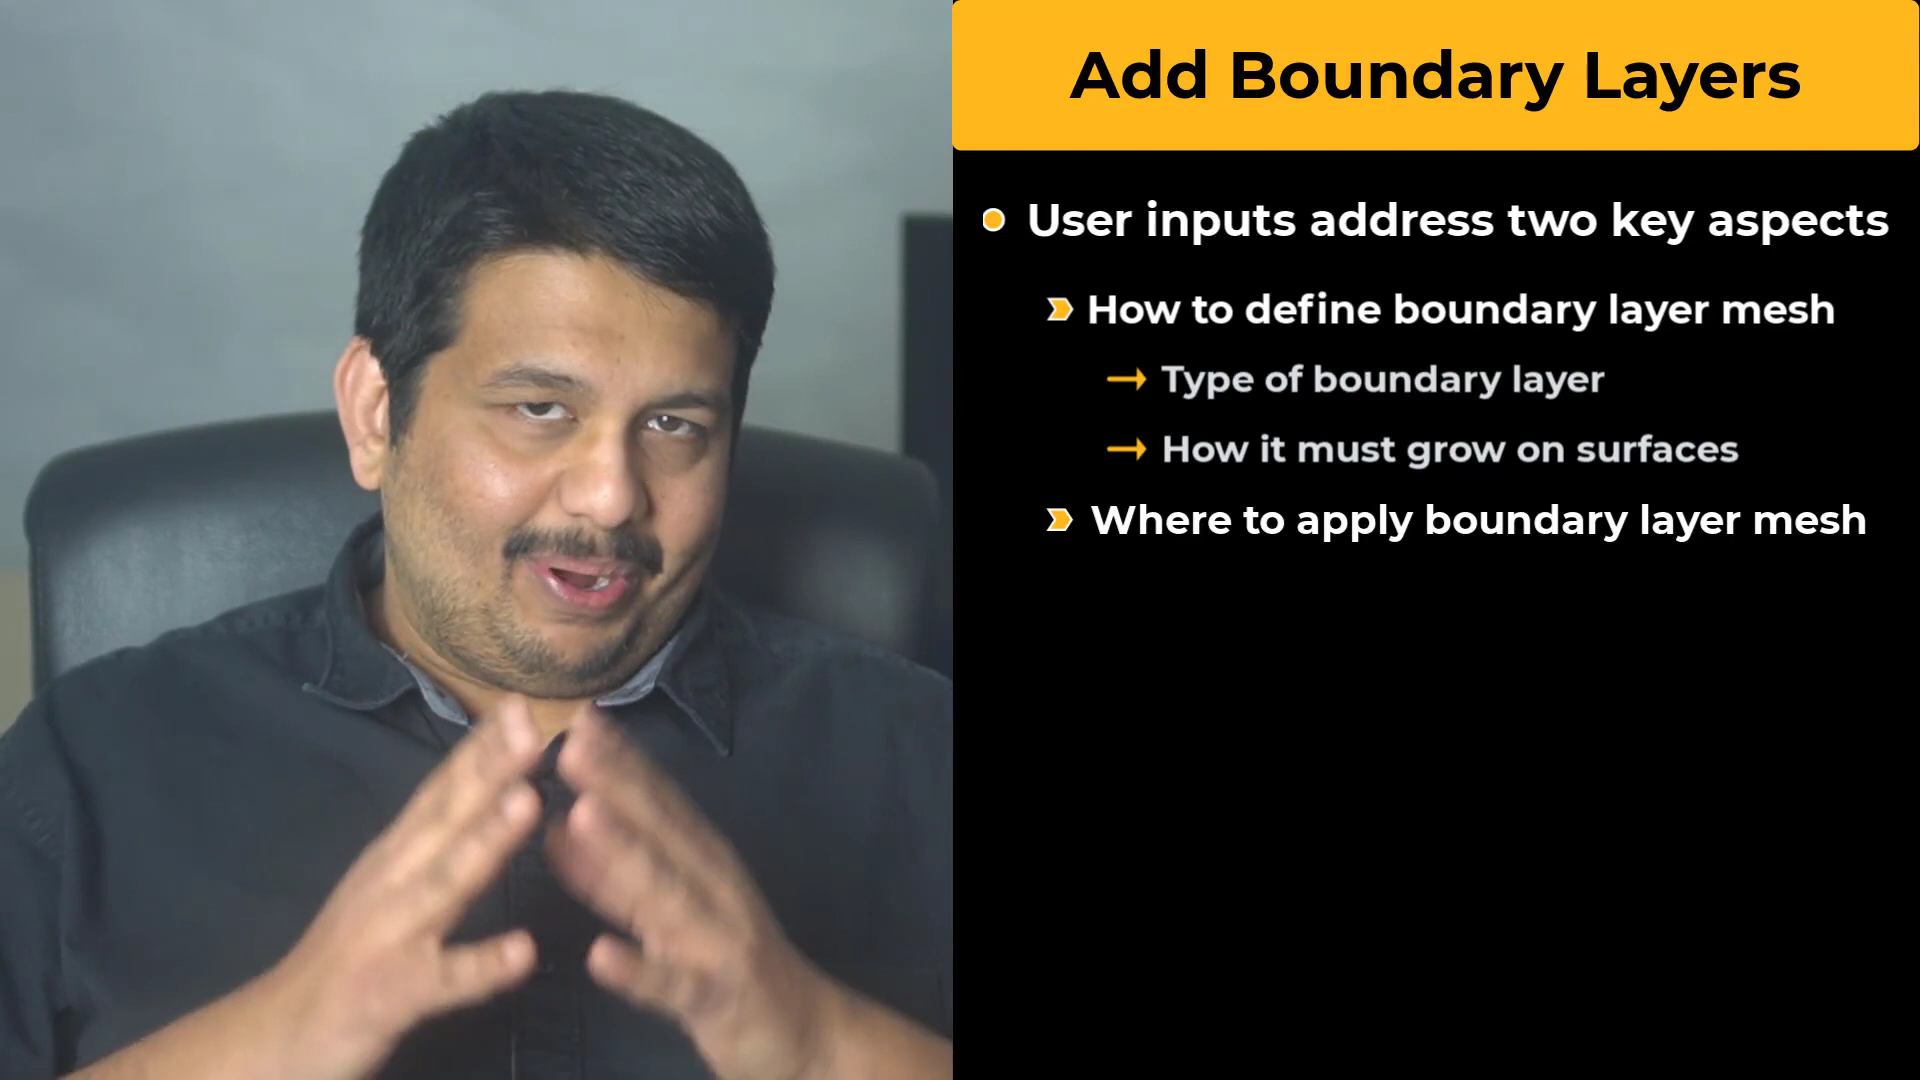 Add Boundary Layers
User inputs address two key aspects
How to define boundary layer mesh
Type of boundary layer
How it must grow on surfaces
Where to apply boundary layer mesh